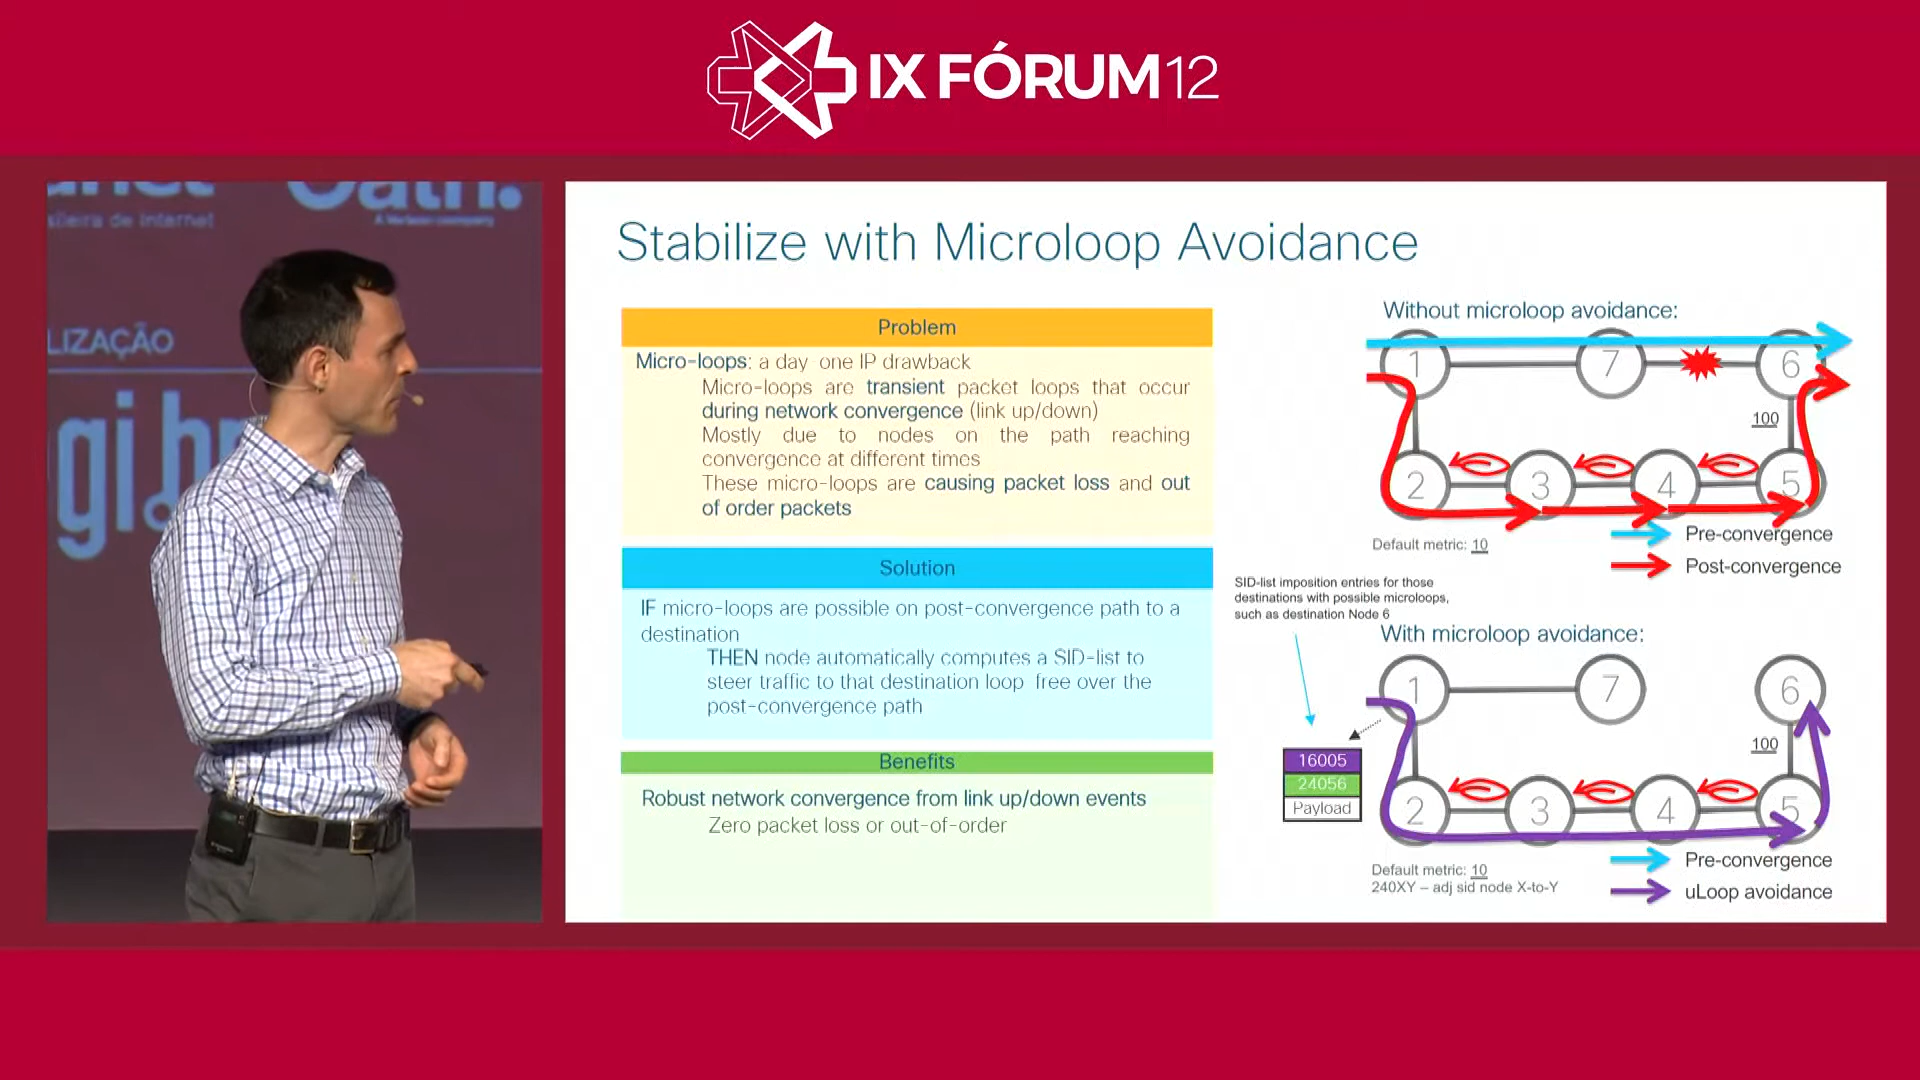 IX FÓRUM 12
sileira de Internet
Oath.
A Verizon company
LIZAÇÃO
gi.br
Stabilize with Microloop Avoidance
Problem
Micro-loops: a day one IP drawback
Micro-loops are transient packet loops that occur
during network convergence (link up/down)
Mostly due to nodes on the path reaching
convergence at different times
These micro-loops are causing packet loss and out
of order packets
Solution
IF micro-loops are possible on post-convergence path to a
destination
THEN node automatically computes a SID-list to
steer traffic to that destination loop free over the
post-convergence path
Benefits
Robust network convergence from link up/down events
Zero packet loss or out-of-order
Without microloop avoidance:
1 7 6
100
2 3 4 5
Default metric: 10
Pre-convergence
Post-convergence
SID-list imposition entries for those
destinations with possible microloops,
such as destination Node 6
With microloop avoidance:
1 7 6
100
16005
24056
Payload
2 3 4 5
Default metric: 10
240XY – adj sid node X-to-Y
Pre-convergence
uLoop avoidance